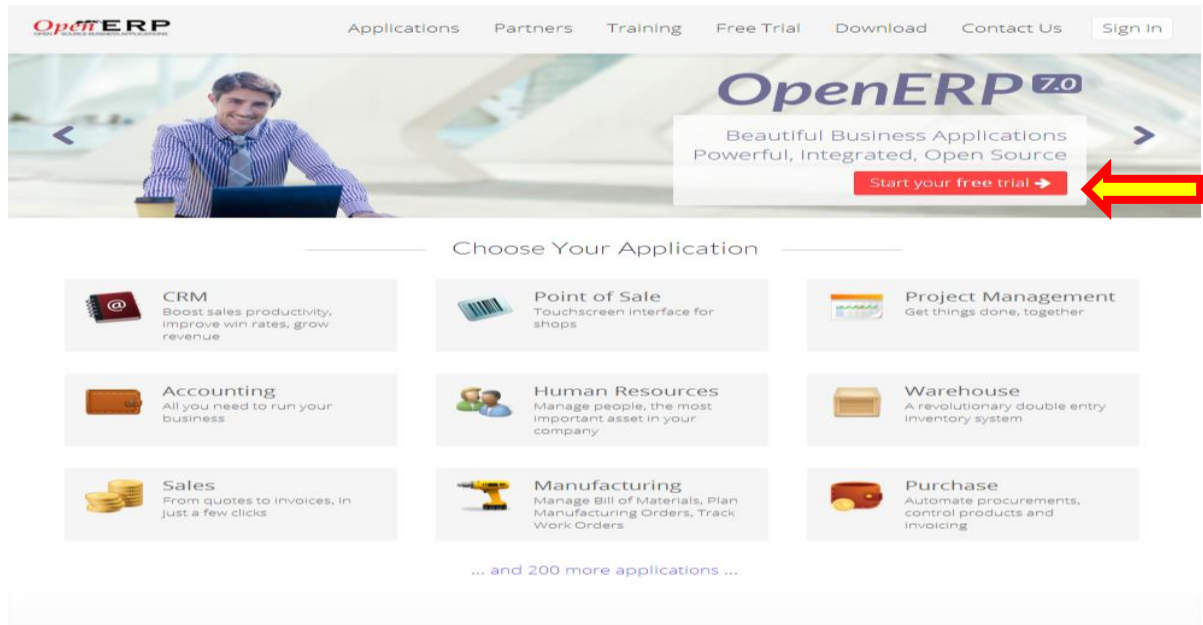 OpenERP
OPEN SOURCE BUSINESS APPLICATIONS
Applications Partners Training Free Trial Download Contact Us Sign In
OpenERP 7.0
Beautiful Business Applications
Powerful, Integrated, Open Source
Start your free trial
Choose Your Application
CRM
Boost sales productivity,
improve win rates, grow
revenue
Point of Sale
Touchscreen interface for
shops
Project Management
Get things done, together
Accounting
All you need to run your
business
Human Resources
Manage people, the most
important asset in your
company
Warehouse
A revolutionary double entry
inventory system
Sales
From quotes to invoices, in
just a few clicks
Manufacturing
Manage Bill of Materials, Plan
Manufacturing Orders, Track
Work Orders
Purchase
Automate procurements,
control products and
invoicing
... and 200 more applications ...